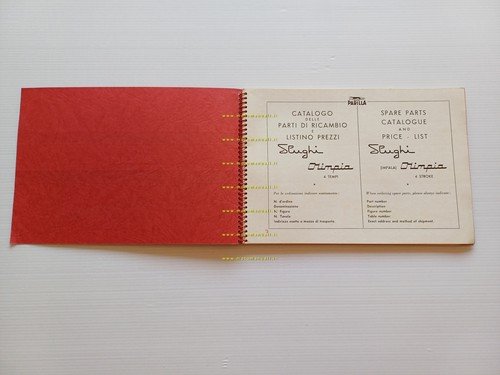 PARILLA
CATALOGO
DELLE
PARTI DI RICAMBIO
E
LISTINO PREZZI
Slughi
Olimpia
4 TEMPI
Per le ordinazioni indicare esattamente:
N. d'ordine
Denominazione
N. Figura
N. Tavola
Indirizzo esatto e mezzo di trasporto.
SPARE PARTS
CATALOGUE
AND
PRICE - LIST
Slughi
(IMPALA) Olimpia
4 STROKE
When ordering spare parts, please always indicate:
Part number
Description
Figure number
Table number
Exact address and method of shipment.